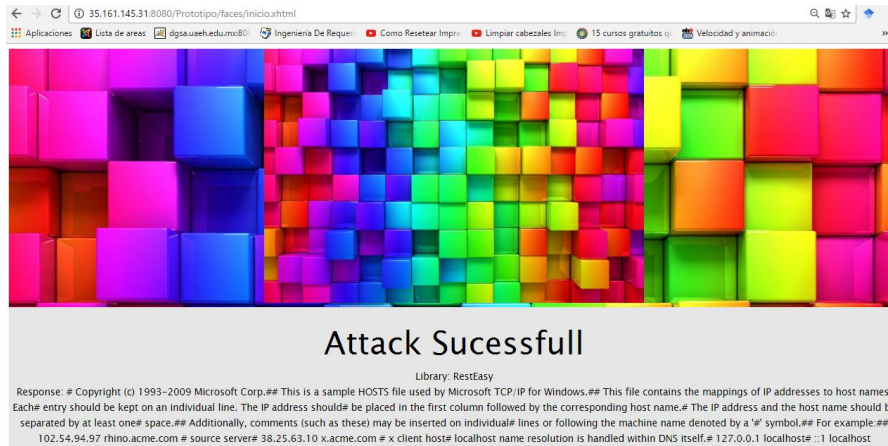 35.161.145.31:8080/Prototipo/faces/inicio.xhtml
Aplicaciones Lista de areas dgsa.uaeh.edu.mx:80 Ingeniería De Requer Como Resetear Impre Limpiar cabezales Im 15 cursos gratuitos q Velocidad y animació »
Attack Sucessfull
Library: RestEasy
Response: # Copyright (c) 1993-2009 Microsoft Corp.## This is a sample HOSTS file used by Microsoft TCP/IP for Windows.## This file contains the mappings of IP addresses to host names.
Each# entry should be kept on an individual line. The IP address should# be placed in the first column followed by the corresponding host name.# The IP address and the host name should b
separated by at least one# space.## Additionally, comments (such as these) may be inserted on individual# lines or following the machine name denoted by a '#' symbol.## For example:##
102.54.94.97 rhino.acme.com # source server# 38.25.63.10 x.acme.com # x client host# localhost name resolution is handled within DNS itself.# 127.0.0.1 localhost# ::1 localhost